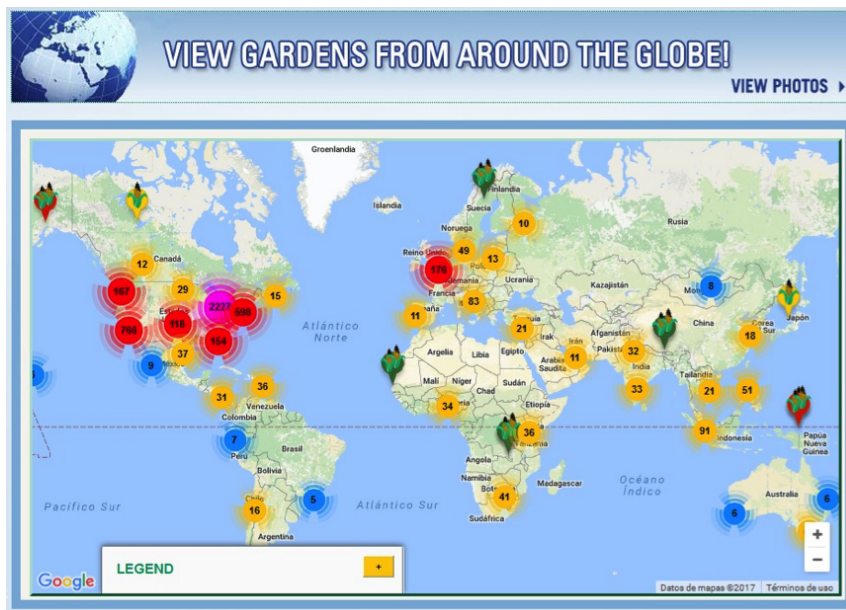 VIEW GARDENS FROM AROUND THE GLOBE!
VIEW PHOTOS
Groenlandia
Finlandia
Islandia
Suecia
Rusia
Noruega
10
49
13
12
Canadá
Reino Unido
176
167
29
2227
15
Ucrania
Kazajistán
8
Francia
83
698
118
11
766
154
Atlántico
Norte
21
Afganistán
China
Japón
18
37
Argelia
Libia
Egipto
Irak
Irán
11
Pakistán
32
India
9
Arabia
Saudita
36
31
Venezuela
Colombia
Malí
Níger
Chad
Sudán
33
Tailandia
21
51
34
Etiopía
7
Perú
Brasil
36
Tanzania
91
Indonesia
Papúa
Nueva
Guinea
Bolivia
Angola
Namibia
Madagascar
Océano
Índico
5
41
Australia
6
6
Pacífico Sur
Chile
16
Atlántico Sur
Sudáfrica
Argentina
+
−
LEGEND
+
Google
Datos de mapas ©2017
Términos de uso